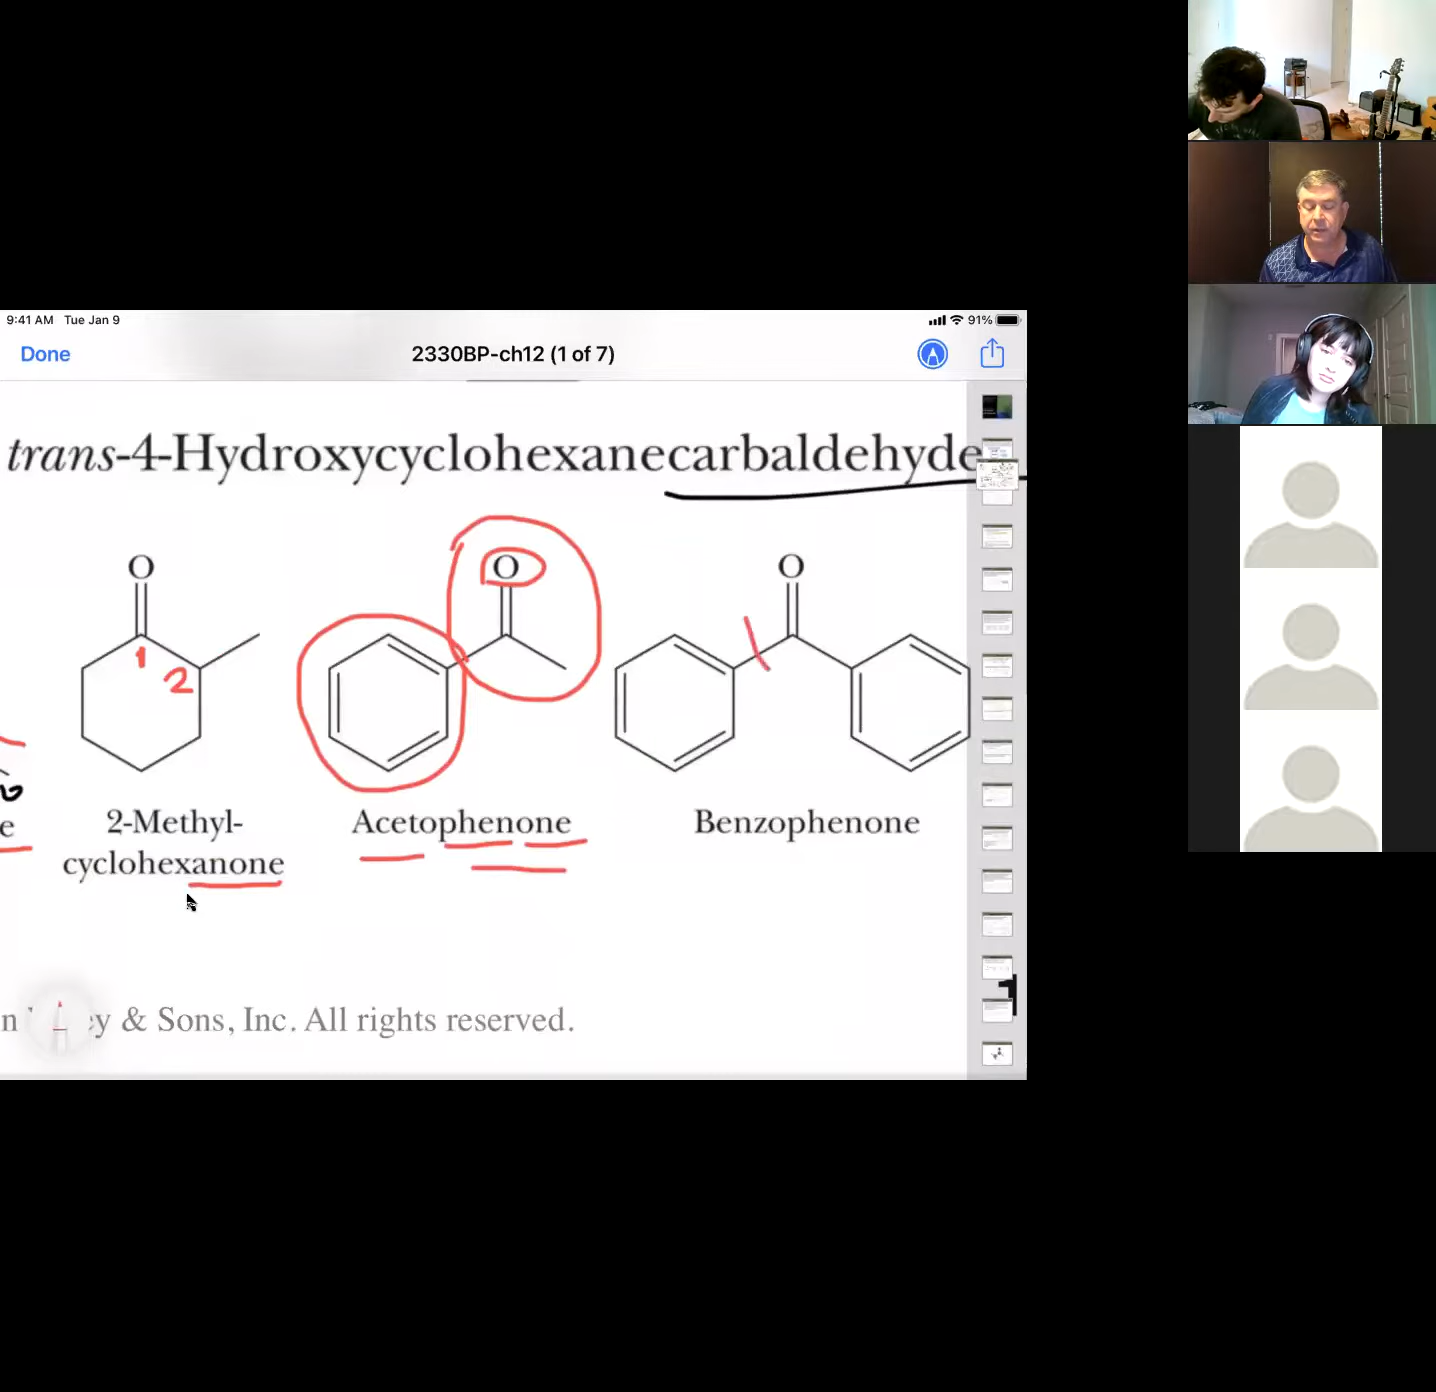 9:41 AM Tue Jan 9
91%
Done
2330BP-ch12 (1 of 7)
trans-4-Hydroxycyclohexanecarbaldehyde
O
O
O
1
2
e
2-Methyl-
cyclohexanone
Acetophenone
Benzophenone
& Sons, Inc. All rights reserved.